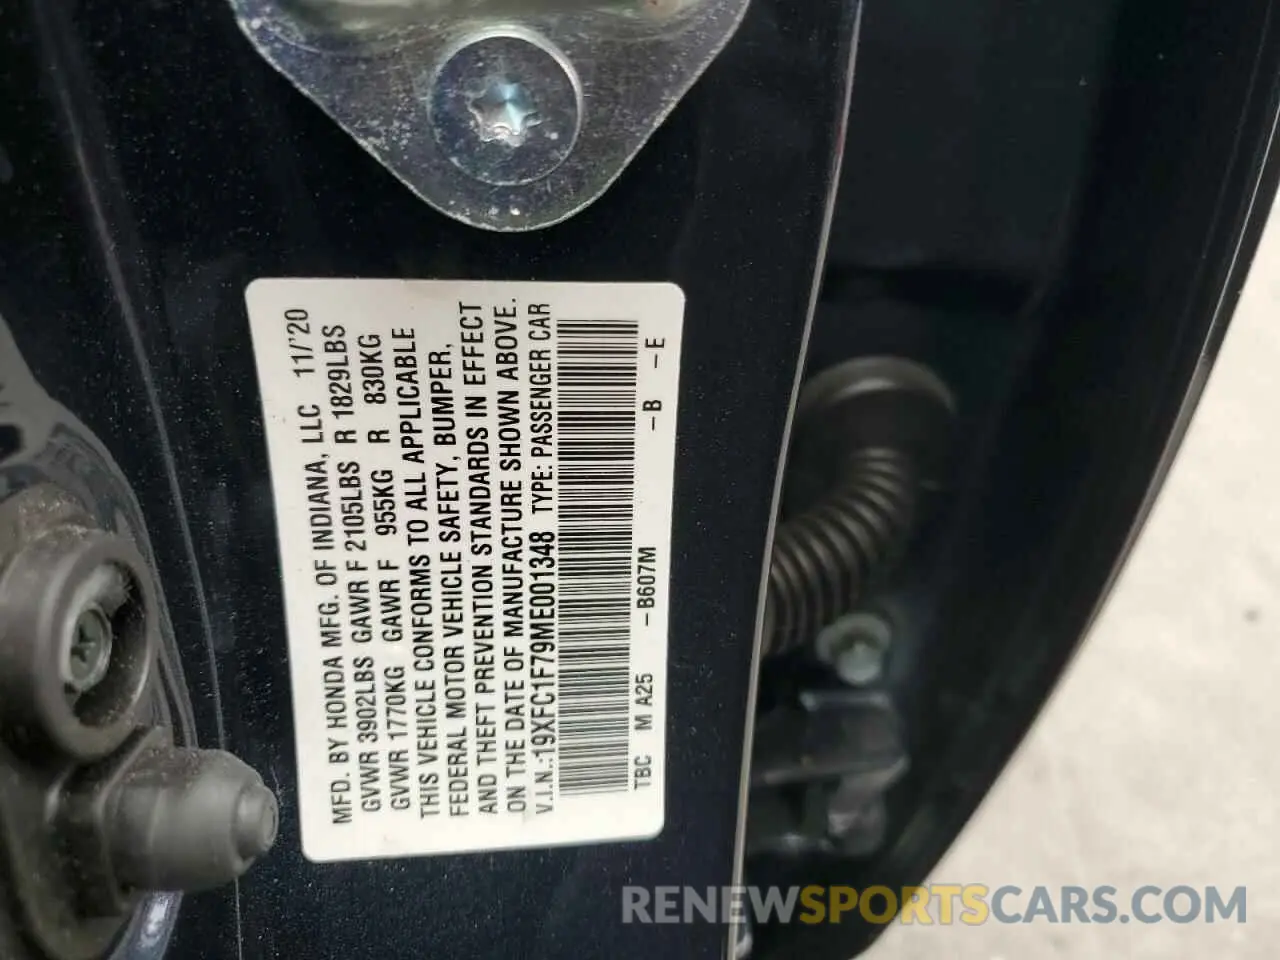 MFD. BY HONDA MFG. OF INDIANA, LLC 11/'20
GVWR 3902LBS GAWR F 2105LBS R 1829LBS
GVWR 1770KG GAWR F 955KG R 830KG
THIS VEHICLE CONFORMS TO ALL APPLICABLE
FEDERAL MOTOR VEHICLE SAFETY, BUMPER,
AND THEFT PREVENTION STANDARDS IN EFFECT
ON THE DATE OF MANUFACTURE SHOWN ABOVE.
V.I.N.:19XFC1F79ME001348 TYPE: PASSENGER CAR
TBC M A25 -B607M -B -E
RENEWSPORTSCARS.COM